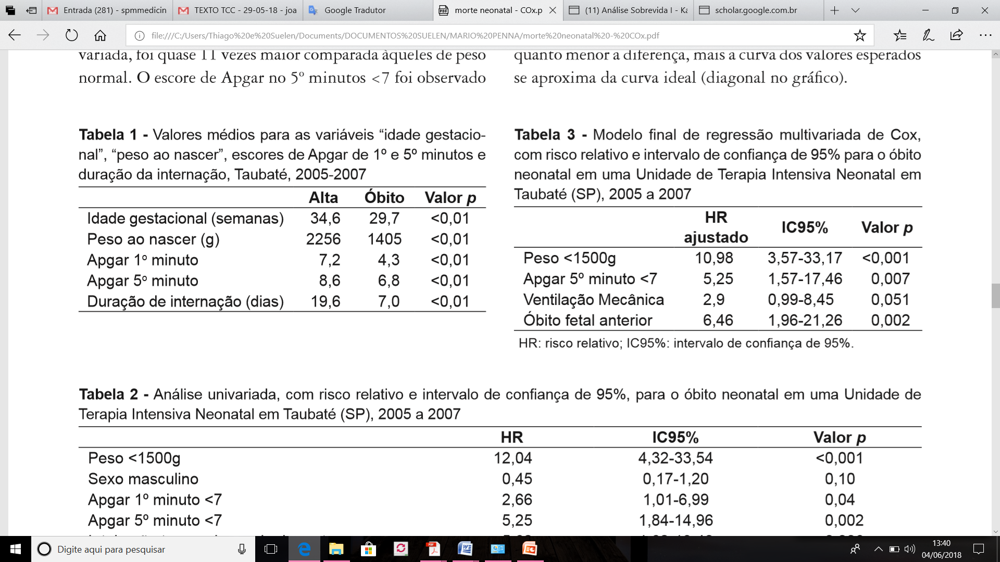 Entrada (281) - spmmedicin
TEXTO TCC - 29-05-18 - joa
Google Tradutor
morte neonatal - COx.p
(11) Análise Sobrevida I - Ka
scholar.google.com.br
file:///C:/Users/Thiago%20e%20Suelen/Documents/DOCUMENTOS%20SUELEN/MARIO%20PENNA/morte%20neonatal%20-%20COx.pdf
variada, foi quase 11 vezes maior comparada àqueles de peso
normal. O escore de Apgar no 5º minutos <7 foi observado
quanto menor a diferença, mais a curva dos valores esperados
se aproxima da curva ideal (diagonal no gráfico).
Tabela 1 - Valores médios para as variáveis “idade gestacio-
nal”, “peso ao nascer”, escores de Apgar de 1º e 5º minutos e
duração da internação, Taubaté, 2005-2007
Alta Óbito Valor p
Idade gestacional (semanas) 34,6 29,7 <0,01
Peso ao nascer (g) 2256 1405 <0,01
Apgar 1º minuto 7,2 4,3 <0,01
Apgar 5º minuto 8,6 6,8 <0,01
Duração de internação (dias) 19,6 7,0 <0,01
Tabela 3 - Modelo final de regressão multivariada de Cox,
com risco relativo e intervalo de confiança de 95% para o óbito
neonatal em uma Unidade de Terapia Intensiva Neonatal em
Taubaté (SP), 2005 a 2007
HR
ajustado IC95% Valor p
Peso <1500g 10,98 3,57-33,17 <0,001
Apgar 5º minuto <7 5,25 1,57-17,46 0,007
Ventilação Mecânica 2,9 0,99-8,45 0,051
Óbito fetal anterior 6,46 1,96-21,26 0,002
HR: risco relativo; IC95%: intervalo de confiança de 95%.
Tabela 2 - Análise univariada, com risco relativo e intervalo de confiança de 95%, para o óbito neonatal em uma Unidade de
Terapia Intensiva Neonatal em Taubaté (SP), 2005 a 2007
HR IC95% Valor p
Peso <1500g 12,04 4,32-33,54 <0,001
Sexo masculino 0,45 0,17-1,20 0,10
Apgar 1º minuto <7 2,66 1,01-6,99 0,04
Apgar 5º minuto <7 5,25 1,84-14,96 0,002
Digite aqui para pesquisar
13:40
04/06/2018